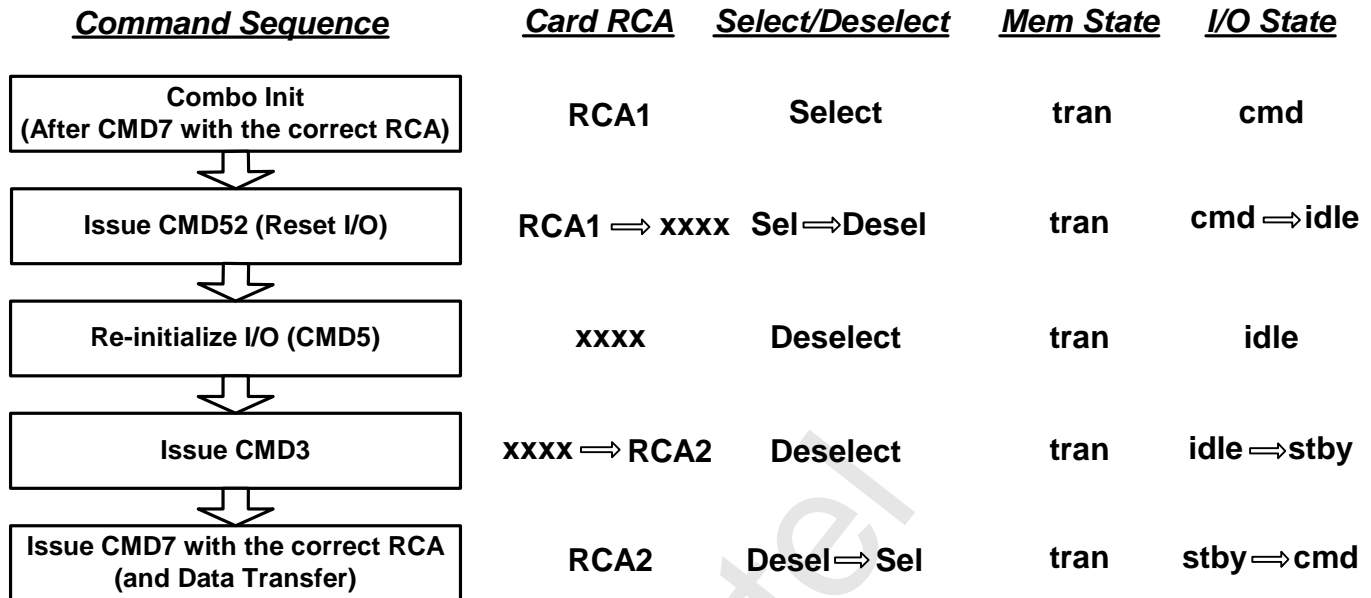 Command Sequence Card RCA Select/Deselect Mem State I/O State
Combo Init
(After CMD7 with the correct RCA) RCA1 Select tran cmd
Issue CMD52 (Reset I/O) RCA1 ⇒ xxxx Sel ⇒ Desel tran cmd ⇒ idle
Re-initialize I/O (CMD5) xxxx Deselect tran idle
Issue CMD3 xxxx ⇒ RCA2 Deselect tran idle ⇒ stby
Issue CMD7 with the correct RCA
(and Data Transfer) RCA2 Desel ⇒ Sel tran stby ⇒ cmd